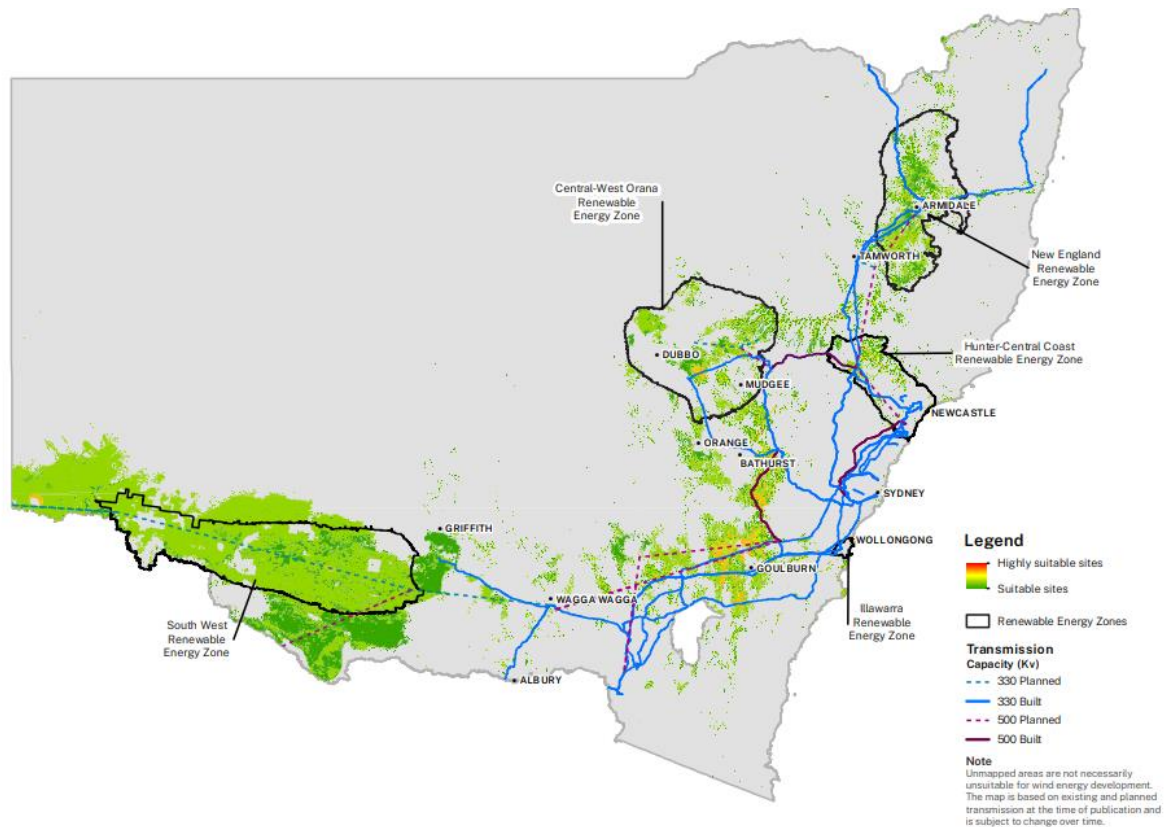 Central-West Orana
Renewable
Energy Zone
ARMIDALE
TAMWORTH
New England
Renewable
Energy Zone
Hunter-Central Coast
Renewable Energy Zone
DUBBO
MUDGEE
NEWCASTLE
ORANGE
BATHURST
SYDNEY
GRIFFITH
WOLLONGONG
GOULBURN
WAGGA WAGGA
Illawarra
Renewable
Energy Zone
South West
Renewable
Energy Zone
ALBURY
Legend
Highly suitable sites
Suitable sites
Renewable Energy Zones
Transmission
Capacity (Kv)
330 Planned
330 Built
500 Planned
500 Built
Note
Unmapped areas are not necessarily
unsuitable for wind energy development.
The map is based on existing and planned
transmission at the time of publication and
is subject to change over time.